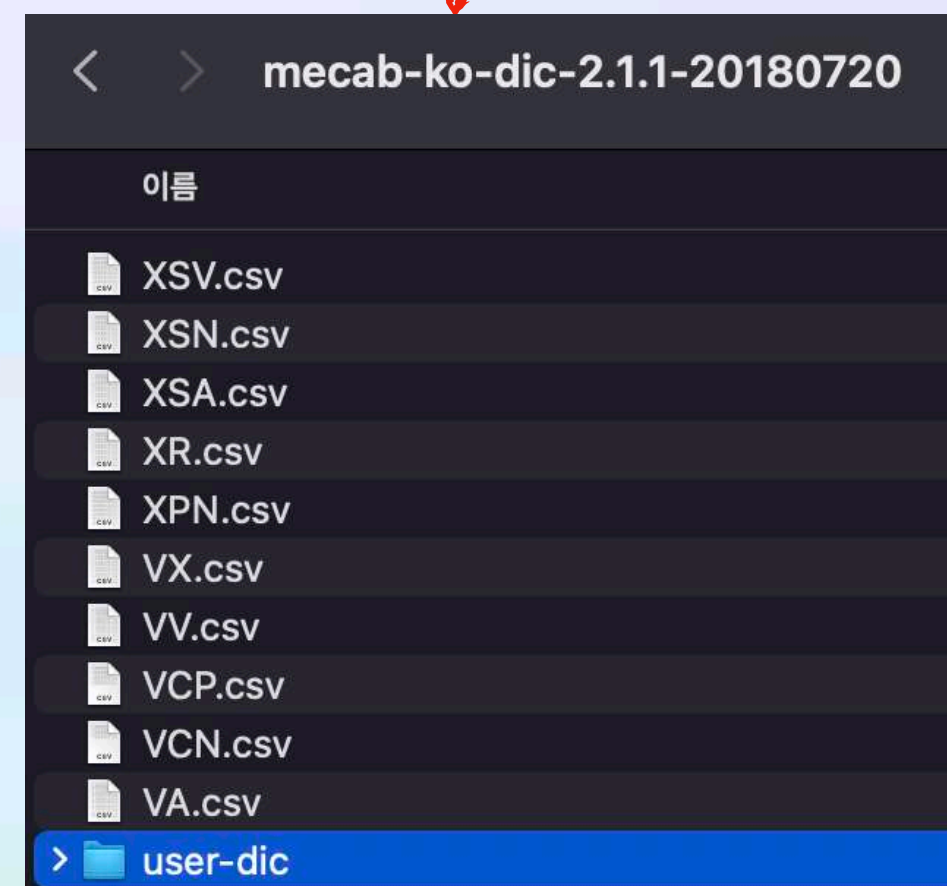 mecab-ko-dic-2.1.1-20180720
이름
XSV.csv
XSN.csv
XSA.csv
XR.csv
XPN.csv
VX.csv
VV.csv
VCP.csv
VCN.csv
VA.csv
user-dic